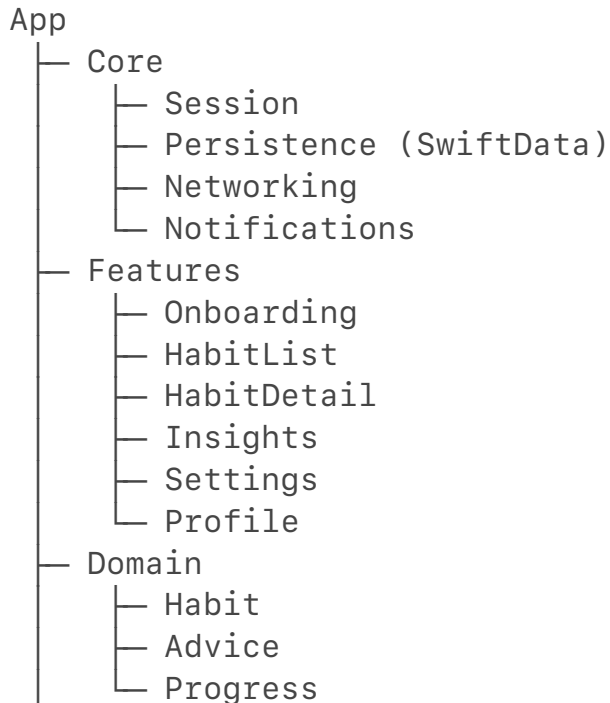 App
├── Core
│   ├── Session
│   ├── Persistence (SwiftData)
│   ├── Networking
│   └── Notifications
├── Features
│   ├── Onboarding
│   ├── HabitList
│   ├── HabitDetail
│   ├── Insights
│   ├── Settings
│   └── Profile
├── Domain
│   ├── Habit
│   ├── Advice
│   └── Progress